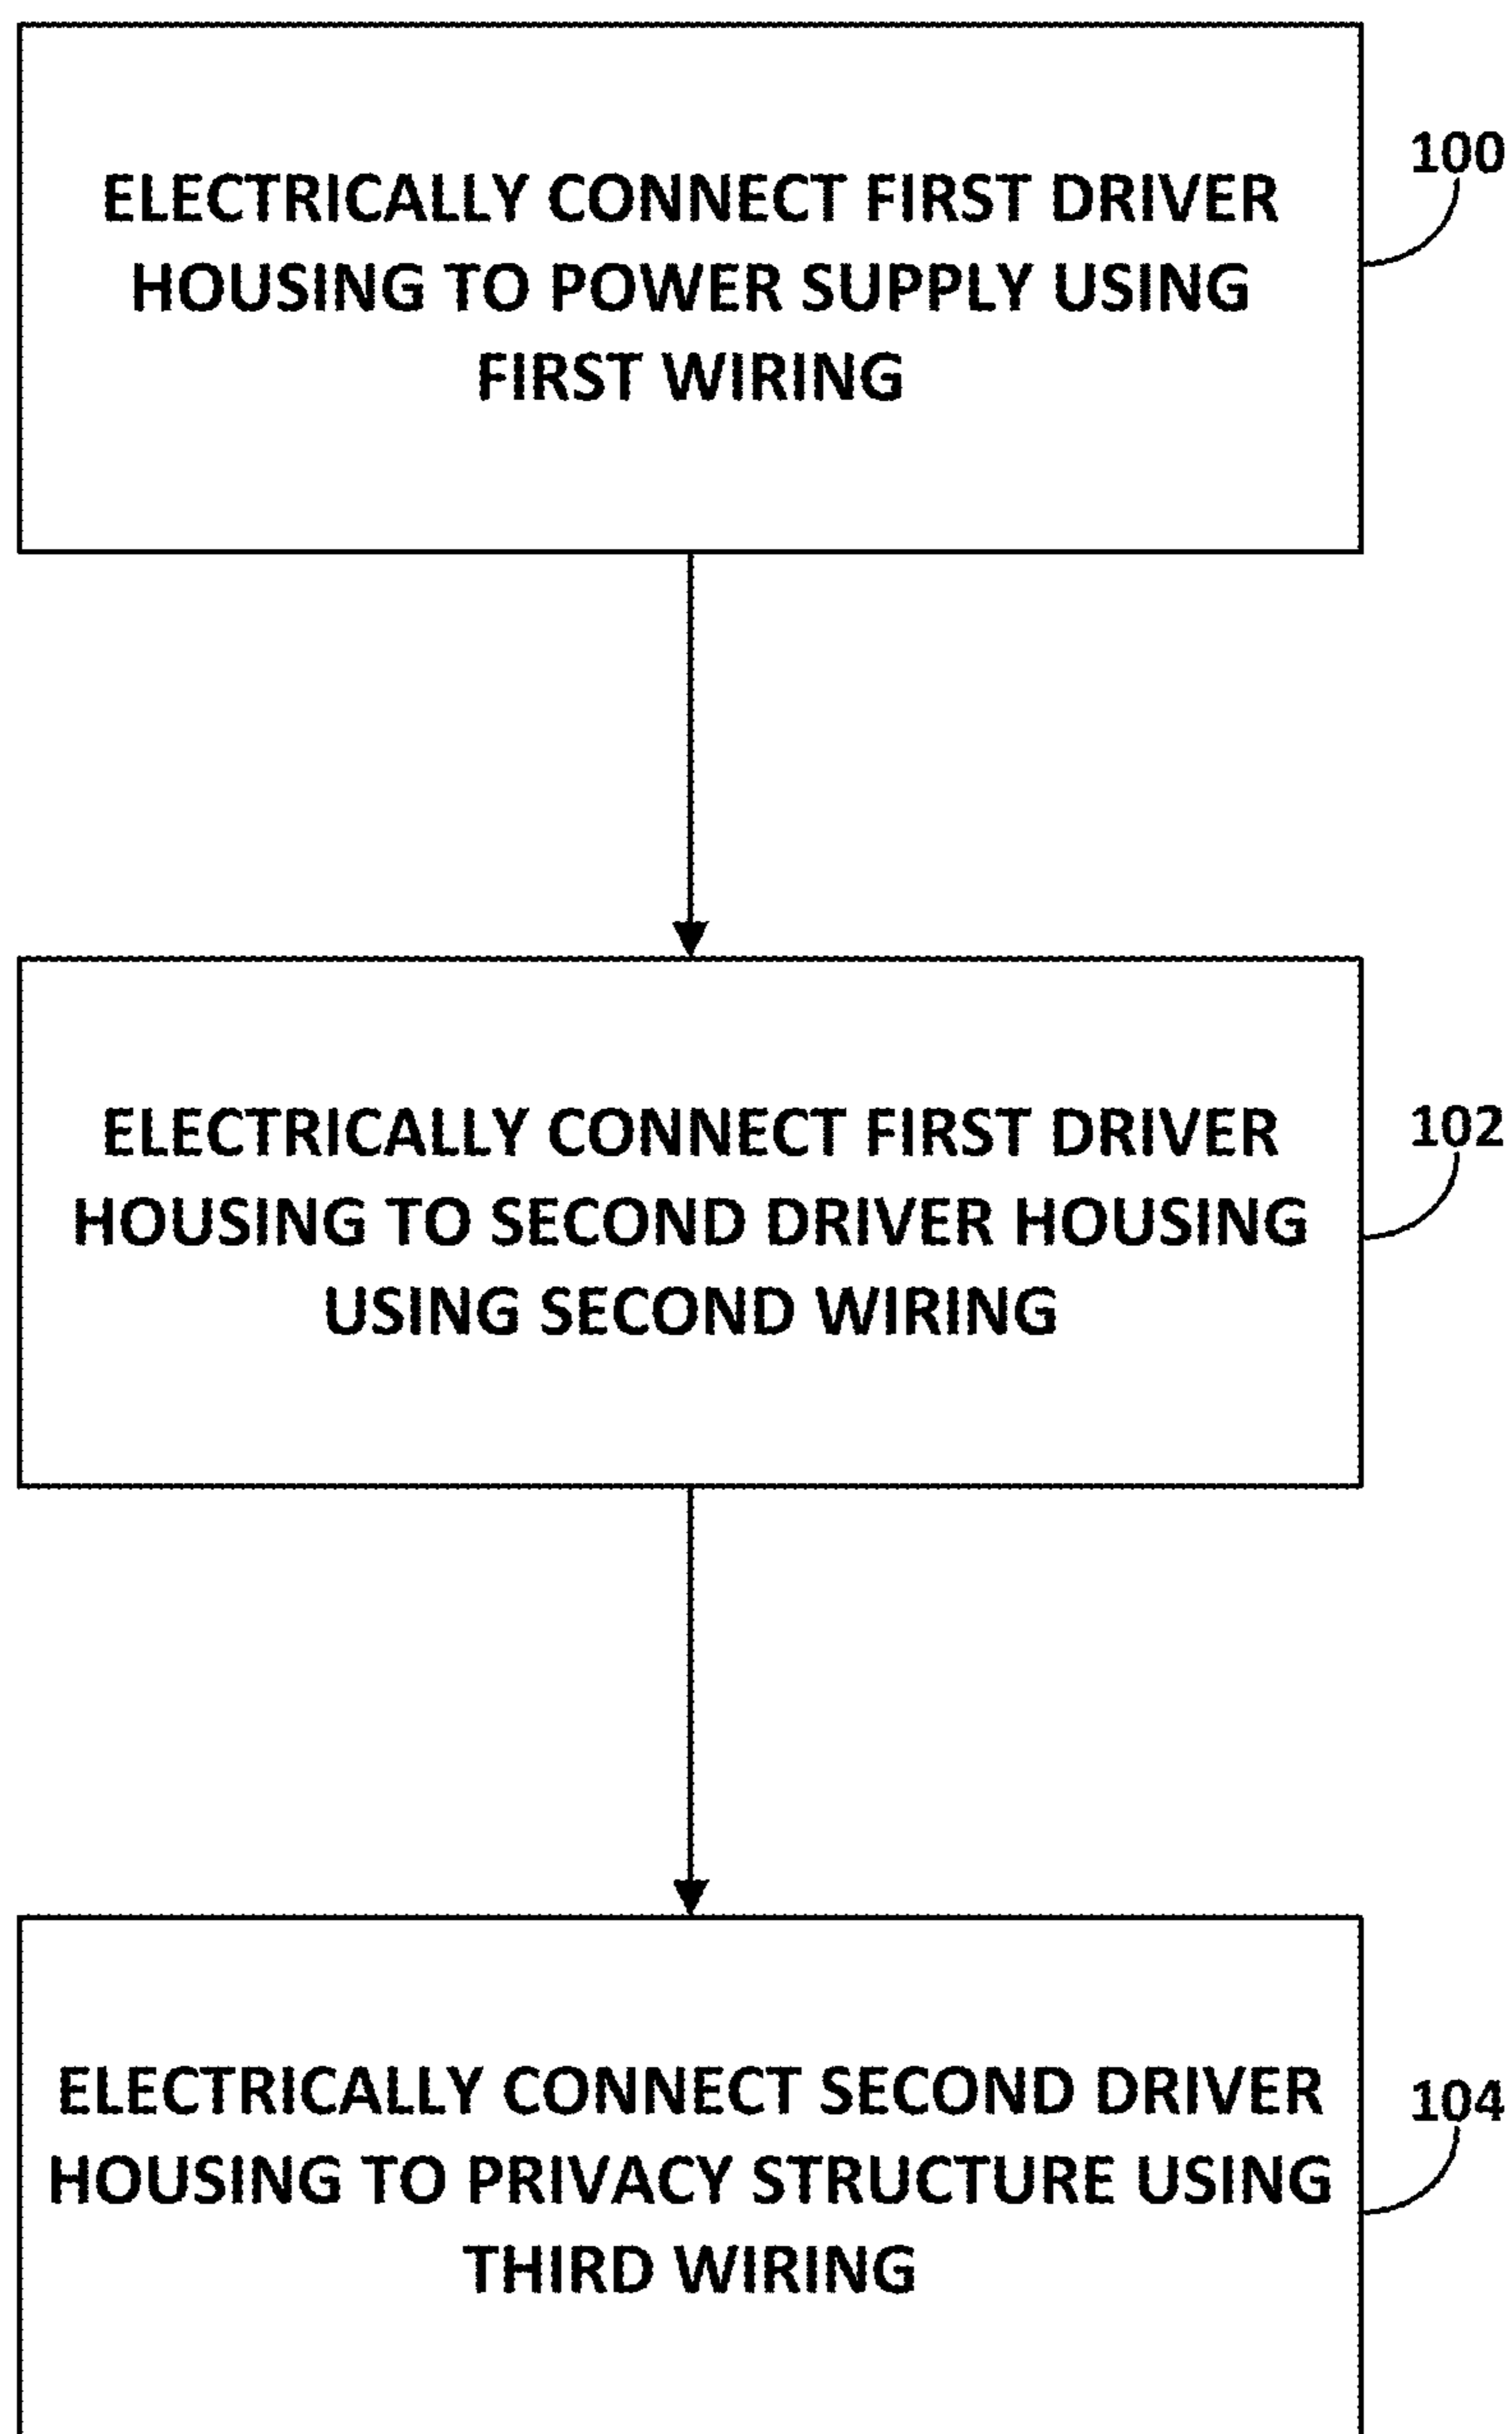 ELECTRICALLY CONNECT FIRST DRIVER
HOUSING TO POWER SUPPLY USING
FIRST WIRING
100
ELECTRICALLY CONNECT FIRST DRIVER
HOUSING TO SECOND DRIVER HOUSING
USING SECOND WIRING
102
ELECTRICALLY CONNECT SECOND DRIVER
HOUSING TO PRIVACY STRUCTURE USING
THIRD WIRING
104